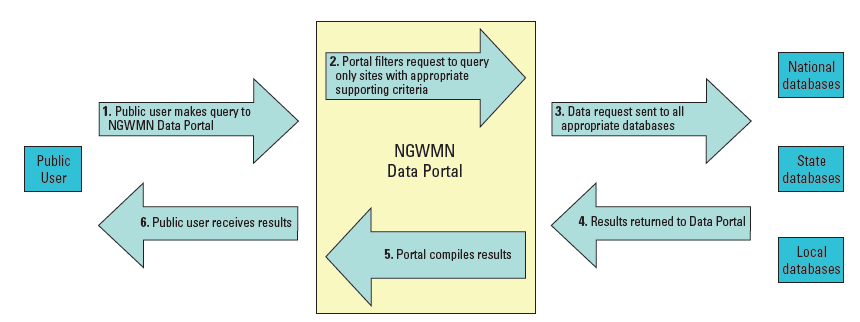 Public
User
1. Public user makes query to
NGWMN Data Portal
2. Portal filters request to query
only sites with appropriate
supporting criteria
NGWMN
Data Portal
3. Data request sent to all
appropriate databases
National
databases
State
databases
Local
databases
4. Results returned to Data Portal
5. Portal compiles results
6. Public user receives results